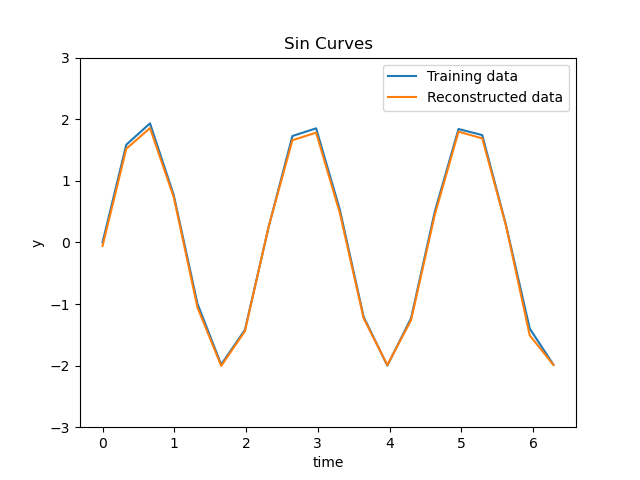 Sin Curves
Training data
Reconstructed data
3
2
1
0
−1
−2
−3
y
0 1 2 3 4 5 6
time